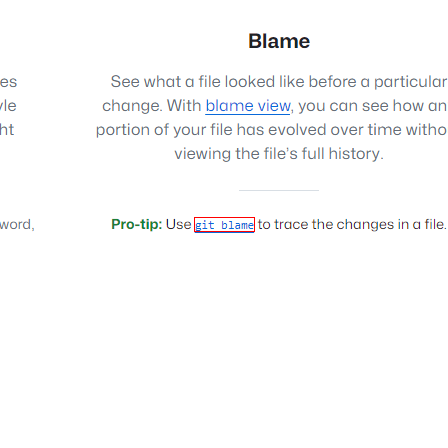 es
yle
ht
word,
Blame
See what a file looked like before a particular
change. With blame view, you can see how an
portion of your file has evolved over time witho
viewing the file's full history.
Pro-tip: Use git blame to trace the changes in a file.